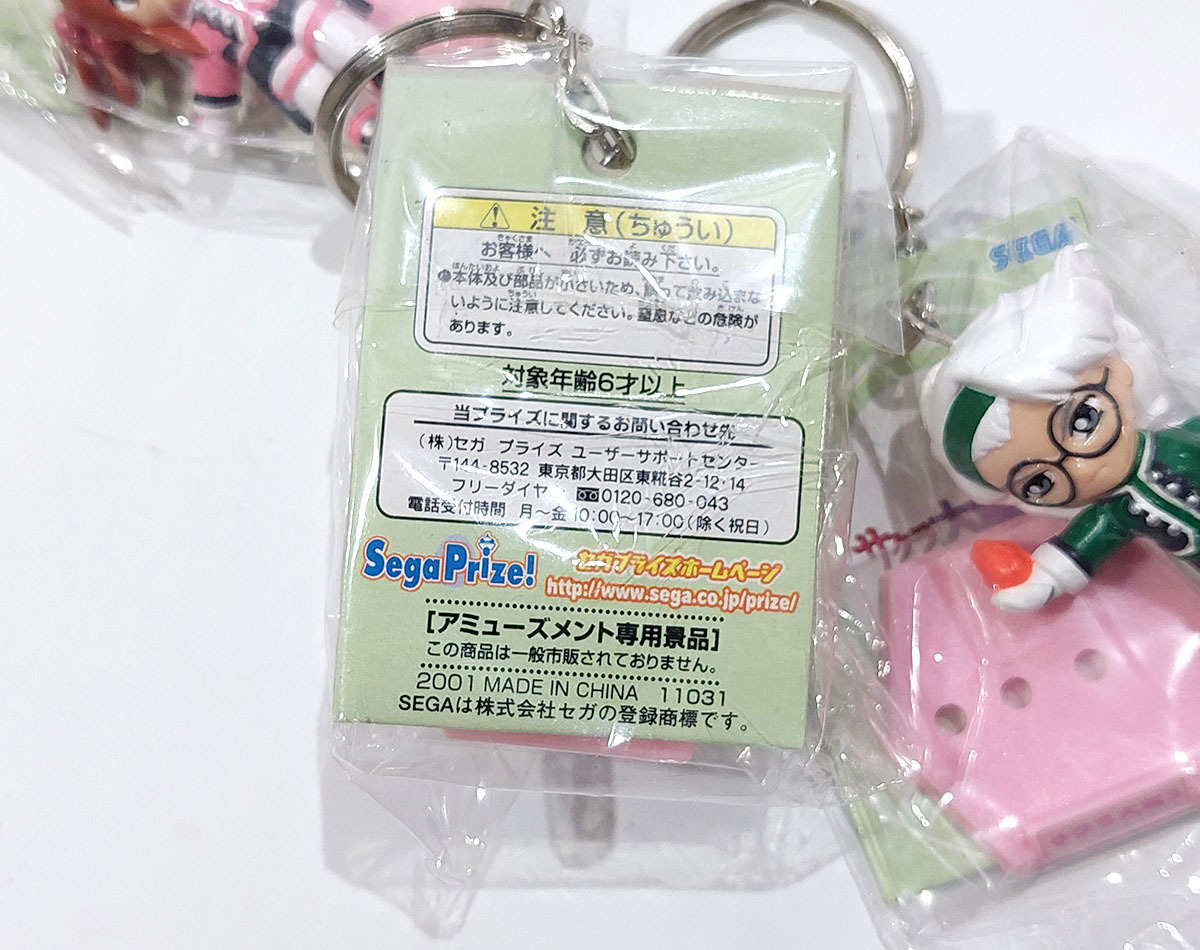 注意(ちゅうい)
お客様へ 必ずお読み下さい。
●本体及び部品が小さいため、誤って飲み込まな
いように注意してください。窒息などの危険が
あります。
対象年齢6才以上
当プライズに関するお問い合わせ先
(株)セガ プライズ ユーザーサポートセンター
〒144-8532 東京都大田区東糀谷2-12-14
フリーダイヤル 0120-680-043
電話受付時間 月~金 10:00~17:00(除く祝日)
Sega Prize! セガプライズホームページ
http://www.sega.co.jp/prize/
[アミューズメント専用景品]
この商品は一般市販されておりません。
2001 MADE IN CHINA 11031
SEGAは株式会社セガの登録商標です。
SEGA